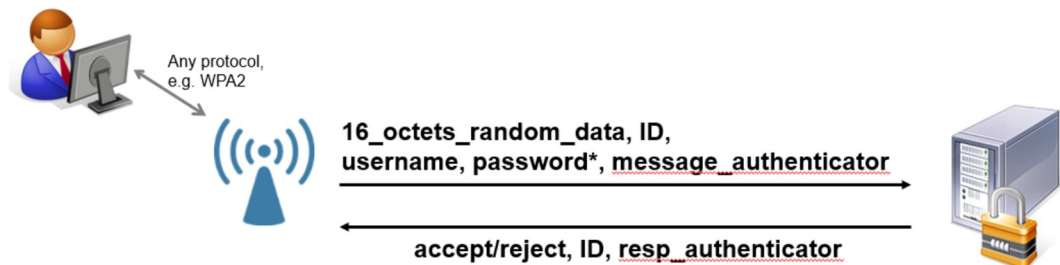 Any protocol,
e.g. WPA2
16_octets_random_data, ID,
username, password*, message_authenticator
accept/reject, ID, resp_authenticator